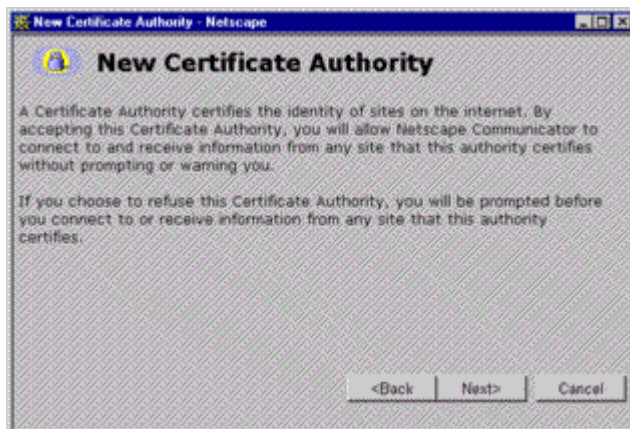 New Certificate Authority - Netscape
New Certificate Authority
A Certificate Authority certifies the identity of sites on the internet. By
accepting this Certificate Authority, you will allow Netscape Communicator to
connect to and receive information from any site that this authority certifies
without prompting or warning you.
If you choose to refuse this Certificate Authority, you will be prompted before
you connect to or receive information from any site that this authority
certifies.
<Back Next> Cancel